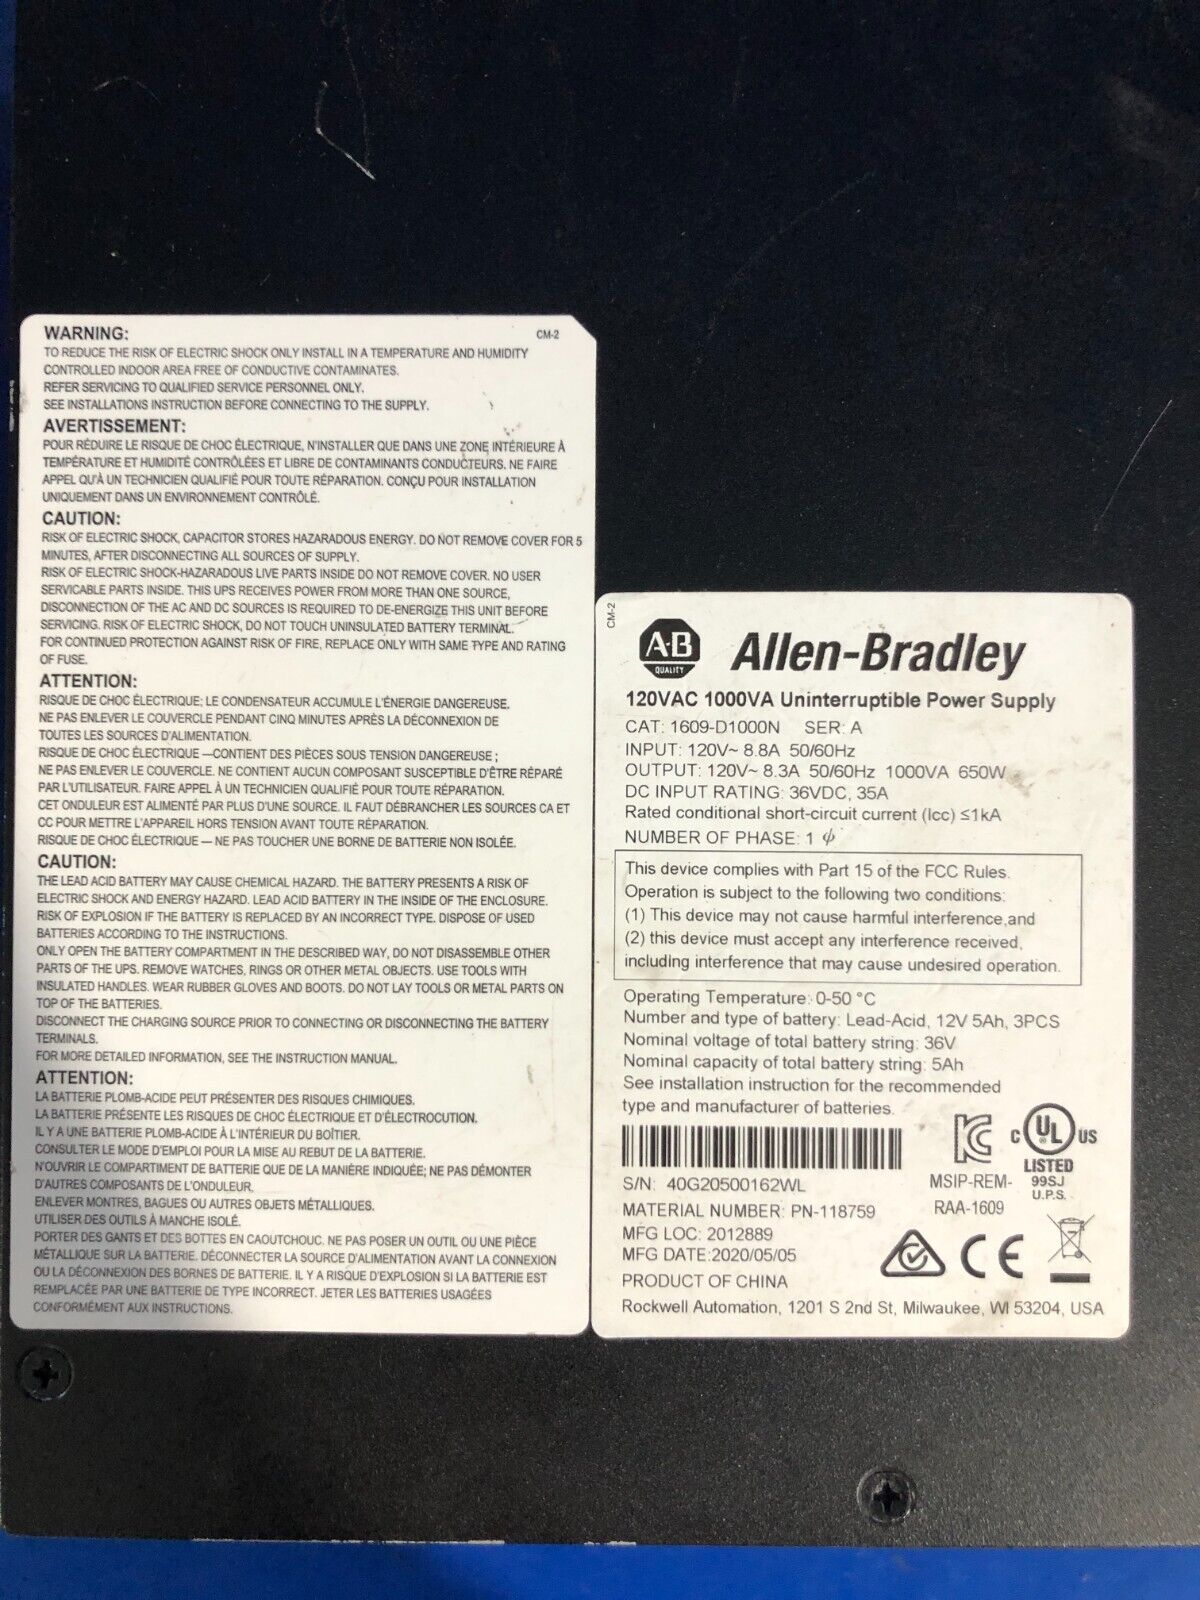 WARNING:
CM-2
TO REDUCE THE RISK OF ELECTRIC SHOCK ONLY INSTALL IN A TEMPERATURE AND HUMIDITY
CONTROLLED INDOOR AREA FREE OF CONDUCTIVE CONTAMINATES.
REFER SERVICING TO QUALIFIED SERVICE PERSONNEL ONLY.
SEE INSTALLATIONS INSTRUCTION BEFORE CONNECTING TO THE SUPPLY.
AVERTISSEMENT:
POUR RÉDUIRE LE RISQUE DE CHOC ÉLECTRIQUE, N'INSTALLER QUE DANS UNE ZONE INTÉRIEURE À
TEMPÉRATURE ET HUMIDITÉ CONTRÔLÉES ET LIBRE DE CONTAMINANTS CONDUCTEURS. NE FAIRE
APPEL QU'À UN TECHNICIEN QUALIFIÉ POUR TOUTE RÉPARATION. CONÇU POUR INSTALLATION
UNIQUEMENT DANS UN ENVIRONNEMENT CONTRÔLÉ.
CAUTION:
RISK OF ELECTRIC SHOCK, CAPACITOR STORES HAZARADOUS ENERGY. DO NOT REMOVE COVER FOR 5
MINUTES, AFTER DISCONNECTING ALL SOURCES OF SUPPLY.
RISK OF ELECTRIC SHOCK-HAZARADOUS LIVE PARTS INSIDE DO NOT REMOVE COVER. NO USER
SERVICABLE PARTS INSIDE. THIS UPS RECEIVES POWER FROM MORE THAN ONE SOURCE,
DISCONNECTION OF THE AC AND DC SOURCES IS REQUIRED TO DE-ENERGIZE THIS UNIT BEFORE
SERVICING. RISK OF ELECTRIC SHOCK, DO NOT TOUCH UNINSULATED BATTERY TERMINAL.
FOR CONTINUED PROTECTION AGAINST RISK OF FIRE, REPLACE ONLY WITH SAME TYPE AND RATING
OF FUSE.
ATTENTION:
RISQUE DE CHOC ÉLECTRIQUE; LE CONDENSATEUR ACCUMULE L'ÉNERGIE DANGEREUSE.
NE PAS ENLEVER LE COUVERCLE PENDANT CINQ MINUTES APRÈS LA DÉCONNEXION DE
TOUTES LES SOURCES D'ALIMENTATION.
RISQUE DE CHOC ÉLECTRIQUE —CONTIENT DES PIÈCES SOUS TENSION DANGEREUSE ;
NE PAS ENLEVER LE COUVERCLE. NE CONTIENT AUCUN COMPOSANT SUSCEPTIBLE D'ÊTRE RÉPARÉ
PAR L'UTILISATEUR. FAIRE APPEL À UN TECHNICIEN QUALIFIÉ POUR TOUTE RÉPARATION.
CET ONDULEUR EST ALIMENTÉ PAR PLUS D'UNE SOURCE. IL FAUT DÉBRANCHER LES SOURCES CA ET
CC POUR METTRE L'APPAREIL HORS TENSION AVANT TOUTE RÉPARATION.
RISQUE DE CHOC ÉLECTRIQUE — NE PAS TOUCHER UNE BORNE DE BATTERIE NON ISOLÉE.
CAUTION:
THE LEAD ACID BATTERY MAY CAUSE CHEMICAL HAZARD. THE BATTERY PRESENTS A RISK OF
ELECTRIC SHOCK AND ENERGY HAZARD. LEAD ACID BATTERY IN THE INSIDE OF THE ENCLOSURE.
RISK OF EXPLOSION IF THE BATTERY IS REPLACED BY AN INCORRECT TYPE. DISPOSE OF USED
BATTERIES ACCORDING TO THE INSTRUCTIONS.
ONLY OPEN THE BATTERY COMPARTMENT IN THE DESCRIBED WAY, DO NOT DISASSEMBLE OTHER
PARTS OF THE UPS. REMOVE WATCHES, RINGS OR OTHER METAL OBJECTS. USE TOOLS WITH
INSULATED HANDLES. WEAR RUBBER GLOVES AND BOOTS. DO NOT LAY TOOLS OR METAL PARTS ON
TOP OF THE BATTERIES.
DISCONNECT THE CHARGING SOURCE PRIOR TO CONNECTING OR DISCONNECTING THE BATTERY
TERMINALS.
FOR MORE DETAILED INFORMATION, SEE THE INSTRUCTION MANUAL.
ATTENTION:
LA BATTERIE PLOMB-ACIDE PEUT PRÉSENTER DES RISQUES CHIMIQUES.
LA BATTERIE PRÉSENTE LES RISQUES DE CHOC ÉLECTRIQUE ET D'ÉLECTROCUTION.
IL Y A UNE BATTERIE PLOMB-ACIDE À L'INTÉRIEUR DU BOÎTIER.
CONSULTER LE MODE D'EMPLOI POUR LA MISE AU REBUT DE LA BATTERIE.
N'OUVRIR LE COMPARTIMENT DE BATTERIE QUE DE LA MANIÈRE INDIQUÉE; NE PAS DÉMONTER
D'AUTRES COMPOSANTS DE L'ONDULEUR.
ENLEVER MONTRES, BAGUES OU AUTRES OBJETS MÉTALLIQUES.
UTILISER DES OUTILS À MANCHE ISOLÉ.
PORTER DES GANTS ET DES BOTTES EN CAOUTCHOUC. NE PAS POSER UN OUTIL OU UNE PIÈCE
MÉTALLIQUE SUR LA BATTERIE. DÉCONNECTER LA SOURCE D'ALIMENTATION AVANT LA CONNEXION
OU LA DÉCONNEXION DES BORNES DE BATTERIE. IL Y A RISQUE D'EXPLOSION SI LA BATTERIE EST
REMPLACÉE PAR UNE BATTERIE DE TYPE INCORRECT. JETER LES BATTERIES USAGÉES
CONFORMÉMENT AUX INSTRUCTIONS.
CM-2
A-B
QUALITY
Allen-Bradley
120VAC 1000VA Uninterruptible Power Supply
CAT: 1609-D1000N SER: A
INPUT: 120V~ 8.8A 50/60Hz
OUTPUT: 120V~ 8.3A 50/60Hz 1000VA 650W
DC INPUT RATING: 36VDC, 35A
Rated conditional short-circuit current (Icc) ≤1kA
NUMBER OF PHASE: 1 ϕ
This device complies with Part 15 of the FCC Rules.
Operation is subject to the following two conditions:
(1) This device may not cause harmful interference,and
(2) this device must accept any interference received,
including interference that may cause undesired operation.
Operating Temperature: 0-50 °C
Number and type of battery: Lead-Acid, 12V 5Ah, 3PCS
Nominal voltage of total battery string: 36V
Nominal capacity of total battery string: 5Ah
See installation instruction for the recommended
type and manufacturer of batteries.
S/N: 40G20500162WL
MATERIAL NUMBER: PN-118759
MFG LOC: 2012889
MFG DATE:2020/05/05
PRODUCT OF CHINA
MSIP-REM-
RAA-1609
C UL US
LISTED
99SJ
U.P.S.
CE
Rockwell Automation, 1201 S 2nd St, Milwaukee, WI 53204, USA